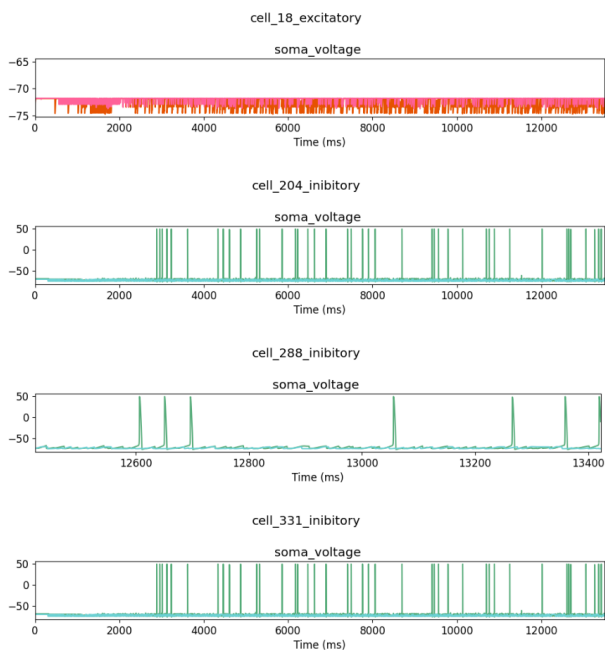 cell_18_excitatory
soma_voltage
−65
−70
−75
0 2000 4000 6000 8000 10000 12000
Time (ms)
cell_204_inibitory
soma_voltage
50
0
−50
0 2000 4000 6000 8000 10000 12000
Time (ms)
cell_288_inibitory
soma_voltage
50
0
−50
12600 12800 13000 13200 13400
Time (ms)
cell_331_inibitory
soma_voltage
50
0
−50
0 2000 4000 6000 8000 10000 12000
Time (ms)